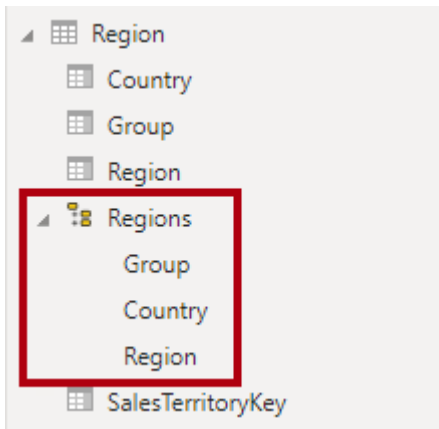 Region
Country
Group
Region
Regions
Group
Country
Region
SalesTerritoryKey